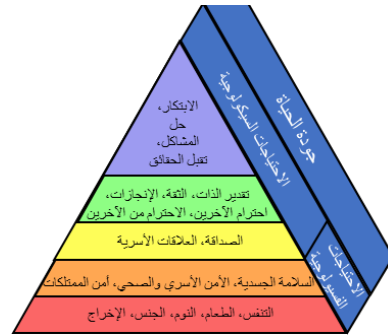 الابتكار،
حل
المشاكل،
تقبل الحقائق
تقدير الذات، الثقة، الإنجازات،
احترام الآخرين، الاحترام من الآخرين
الصداقة، العلاقات الأسرية
السلامة الجسدية، الأمن الأسري والصحي، أمن الممتلكات
التنفس، الطعام، النوم، الجنس، الإخراج
الاحتياجات السيكولوجية
جودة الحياة
الاحتياجات
الفسيولوجية